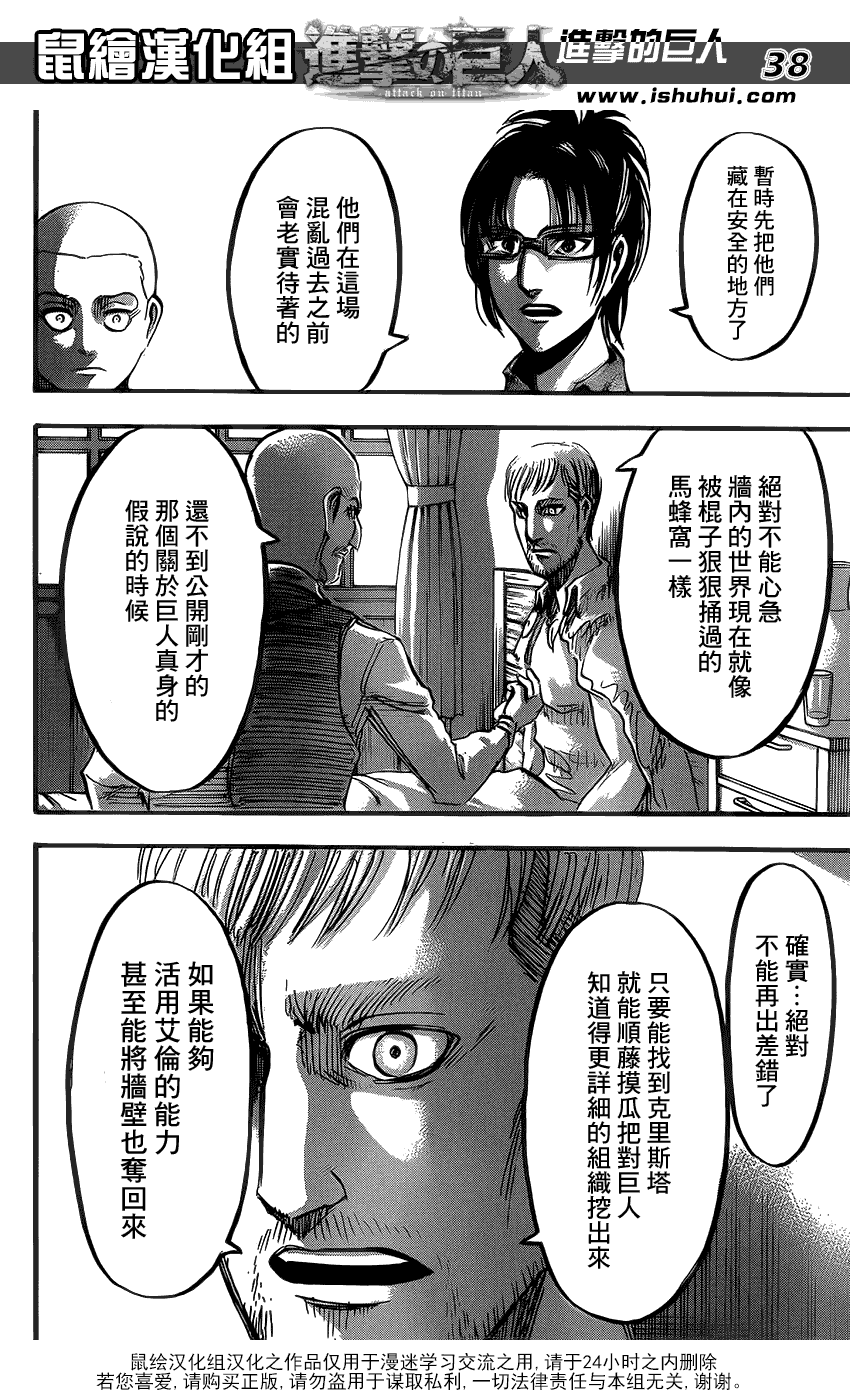 鼠繪漢化組
進撃の巨人
attack on titan
進擊的巨人
38
www.ishuhui.com
暫時先把他們
藏在安全的地方了
他們在這場
混亂過去之前
會老實待著的
絕對不能心急
牆內的世界現在就像
被棍子狠狠捅過的
馬蜂窩一樣
還不到公開剛才的
那個關於巨人真身的
假說的時候
確實…絕對
不能再出差錯了
只要能找到克里斯塔
就能順藤摸瓜把對巨人
知道得更詳細的組織挖出來
如果能夠
活用艾倫的能力
甚至能將牆壁也奪回來
鼠绘汉化组汉化之作品仅用于漫迷学习交流之用,请于24小时之内删除
若您喜爱,请购买正版,请勿盗用于谋取私利,一切法律责任与本组无关,谢谢。